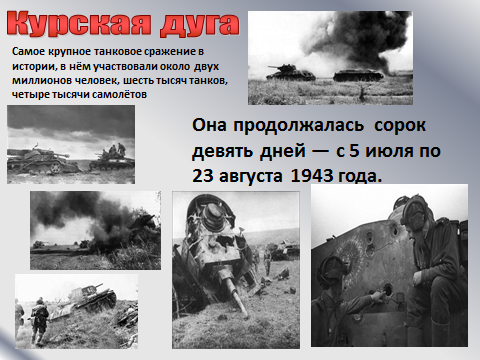 Курская дуга
Самое крупное танковое сражение в
истории, в нём участвовали около двух
миллионов человек, шесть тысяч танков,
четыре тысячи самолётов
Она продолжалась сорок
девять дней — с 5 июля по
23 августа 1943 года.